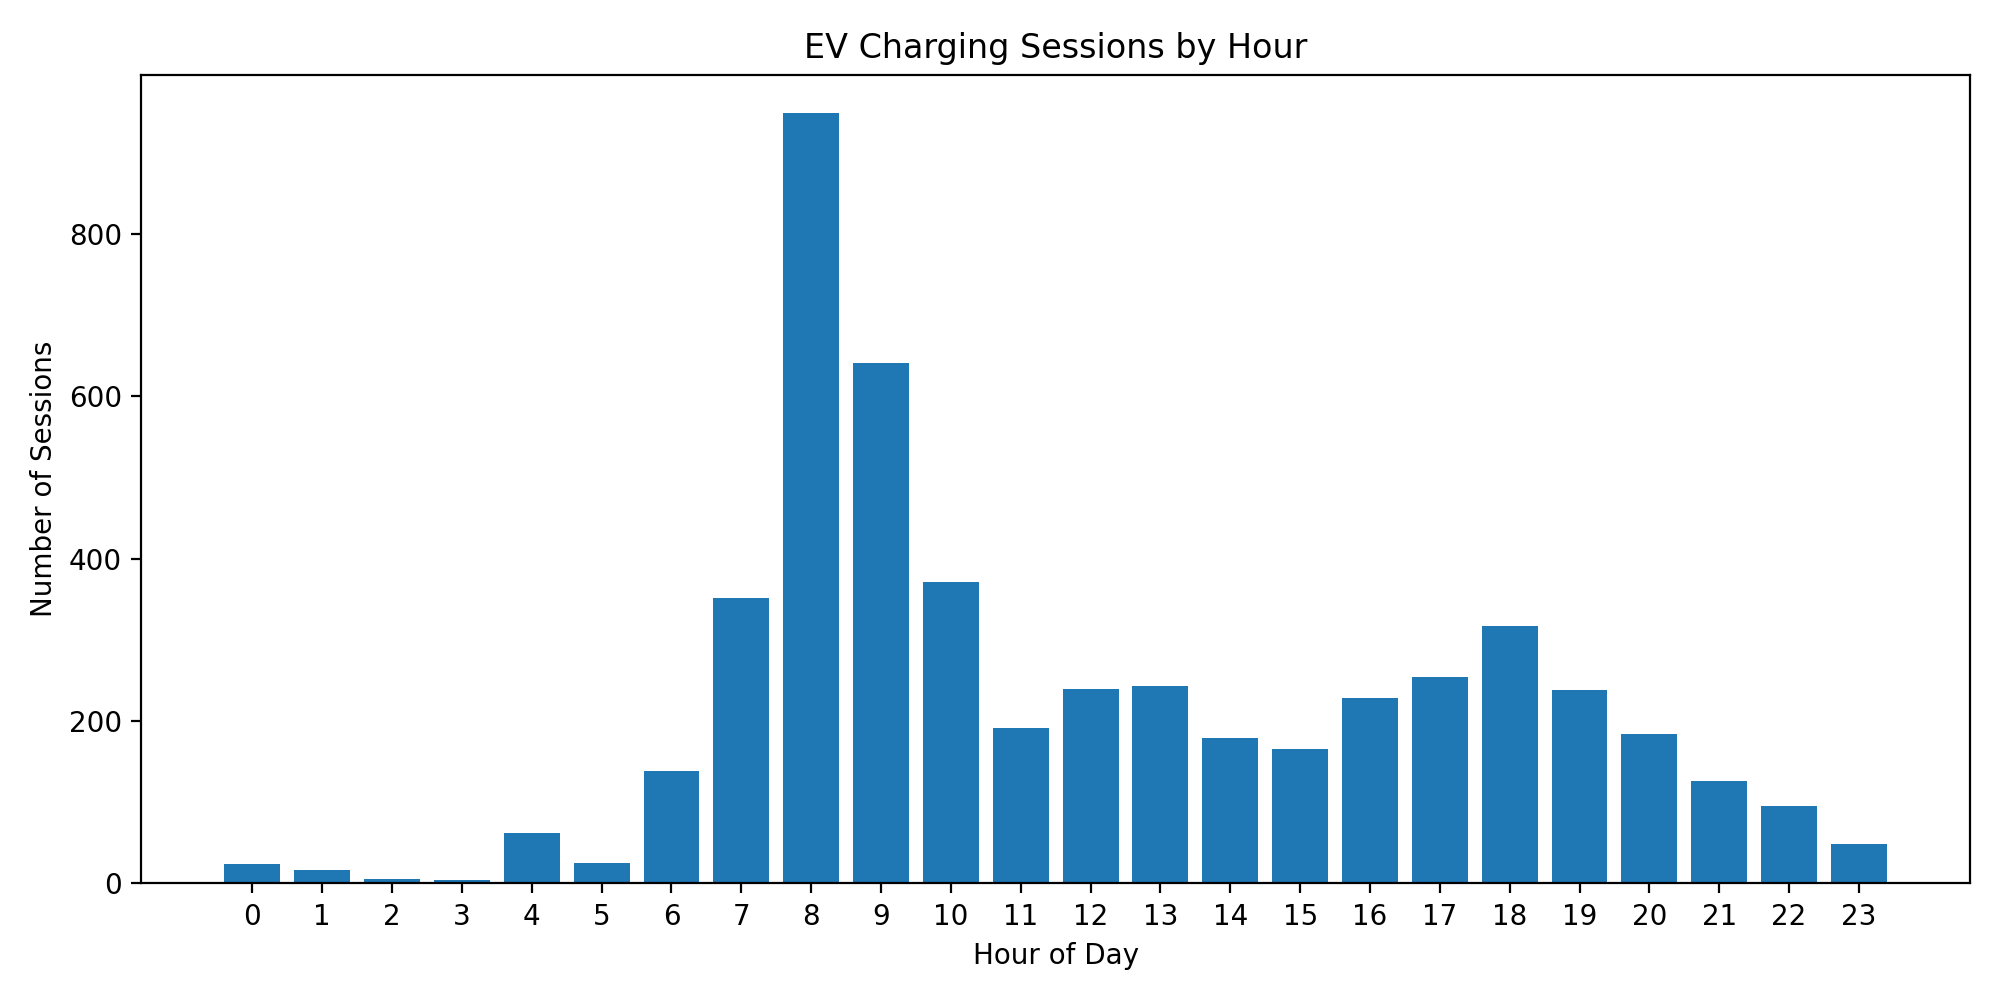 EV Charging Sessions by Hour
Number of Sessions
800
600
400
200
0
0 1 2 3 4 5 6 7 8 9 10 11 12 13 14 15 16 17 18 19 20 21 22 23
Hour of Day